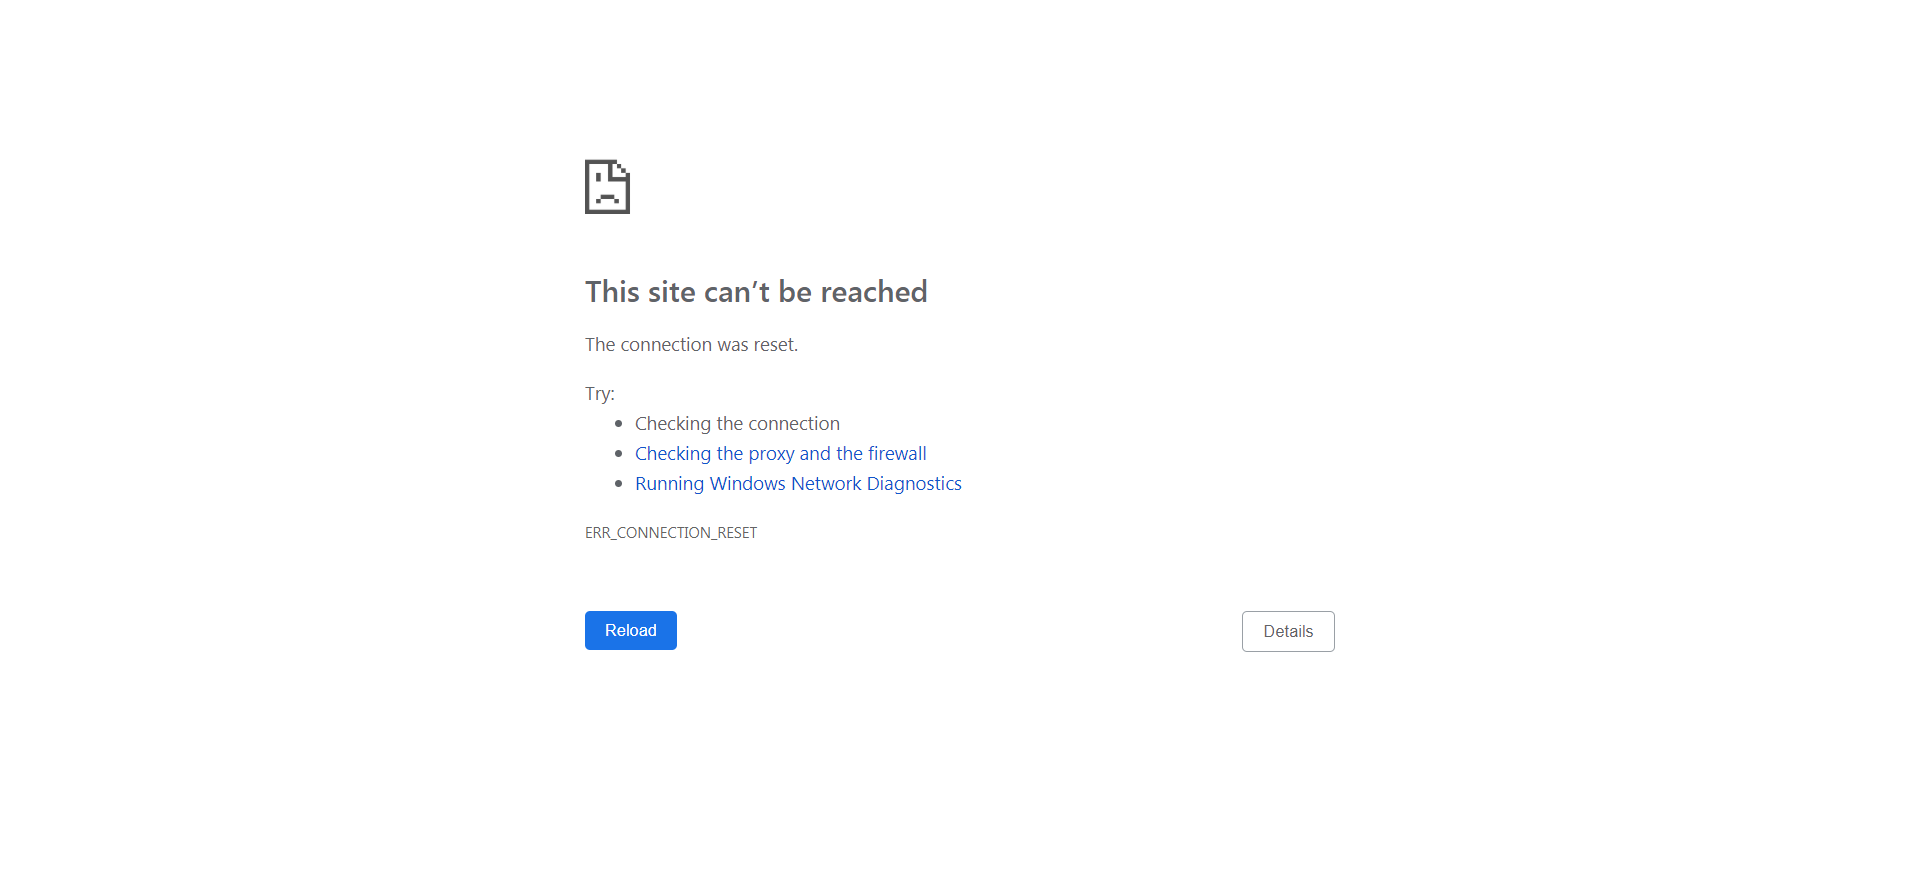 This site can’t be reached
The connection was reset.
Try:
Checking the connection
Checking the proxy and the firewall
Running Windows Network Diagnostics
ERR_CONNECTION_RESET
Reload
Details